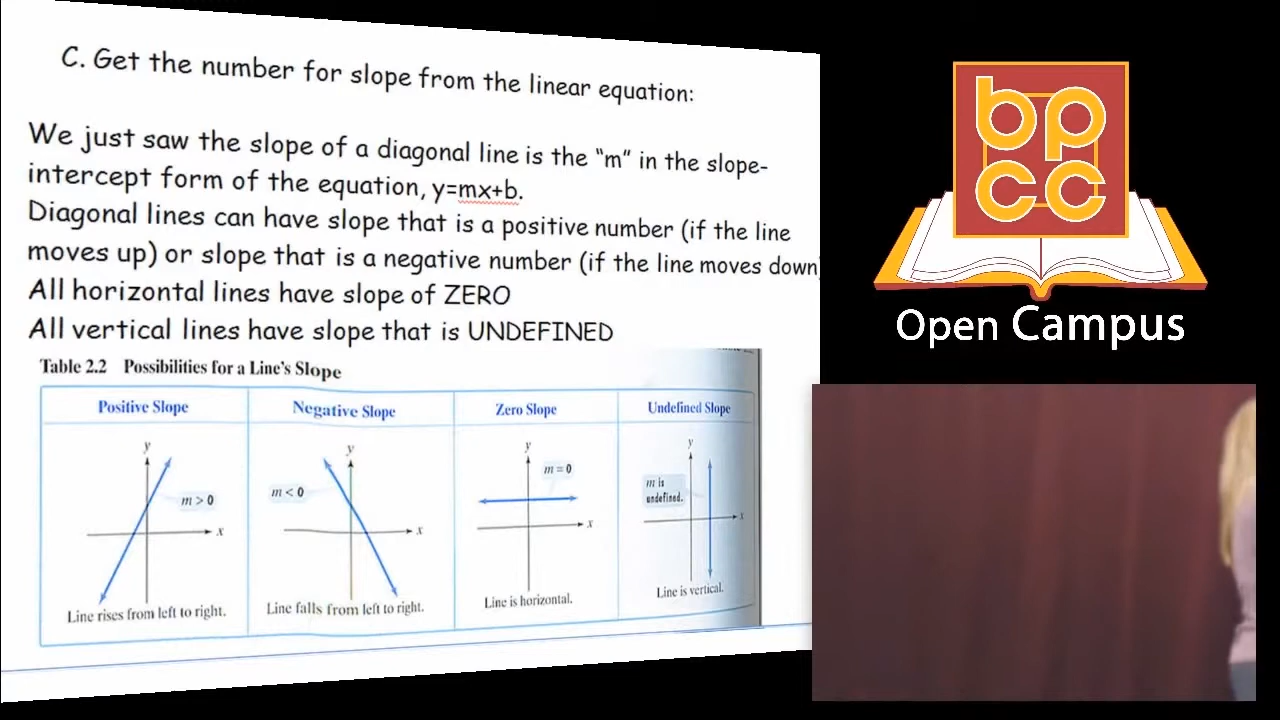 C. Get the number for slope from the linear equation:
We just saw the slope of a diagonal line is the “m” in the slope-
intercept form of the equation, y=mx+b.
Diagonal lines can have slope that is a positive number (if the line
moves up) or slope that is a negative number (if the line moves down)
All horizontal lines have slope of ZERO
All vertical lines have slope that is UNDEFINED
Table 2.2 Possibilities for a Line's Slope
Positive Slope
y
m > 0
x
Line rises from left to right.
Negative Slope
y
m < 0
x
Line falls from left to right.
Zero Slope
y
m = 0
x
Line is horizontal.
Undefined Slope
y
m is
undefined.
x
Line is vertical.
bp
cc
Open Campus